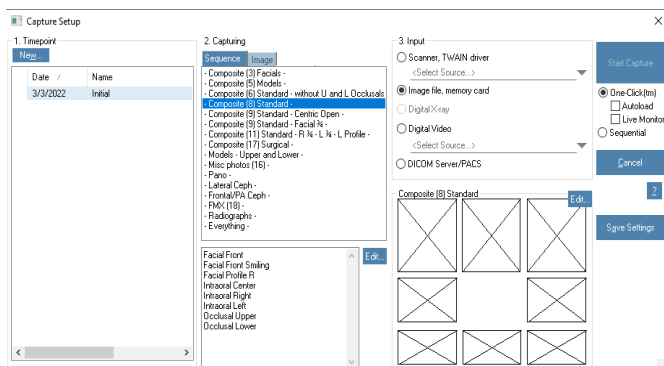 Capture Setup
1. Timepoint
New...
Date
Name
3/3/2022
Initial
2. Capturing
Sequence
Image
- Composite (3) Facials -
- Composite (5) Models -
- Composite (6) Standard - without U and L Occlusals
- Composite (8) Standard -
- Composite (9) Standard - Centric Open -
- Composite (9) Standard - Facial ¾ -
- Composite (11) Standard - R ¾ - L ¾ - L Profile -
- Composite (17) Surgical -
- Models - Upper and Lower -
- Misc photos (16) -
- Pano -
- Lateral Ceph -
- Frontal/PA Ceph -
- FMX (18) -
- Radiographs -
- Everything -
Facial Front
Facial Front Smiling
Facial Profile R
Intraoral Center
Intraoral Right
Intraoral Left
Occlusal Upper
Occlusal Lower
Edit...
3. Input
Scanner, TWAIN driver
<Select Source...>
Image file, memory card
Digital X-ray
Digital Video
<Select Source...>
DICOM Server/PACS
Composite (8) Standard
Edit...
Start Capture
One-Click(tm)
Autoload
Live Monitor
Sequential
Cancel
?
Save Settings